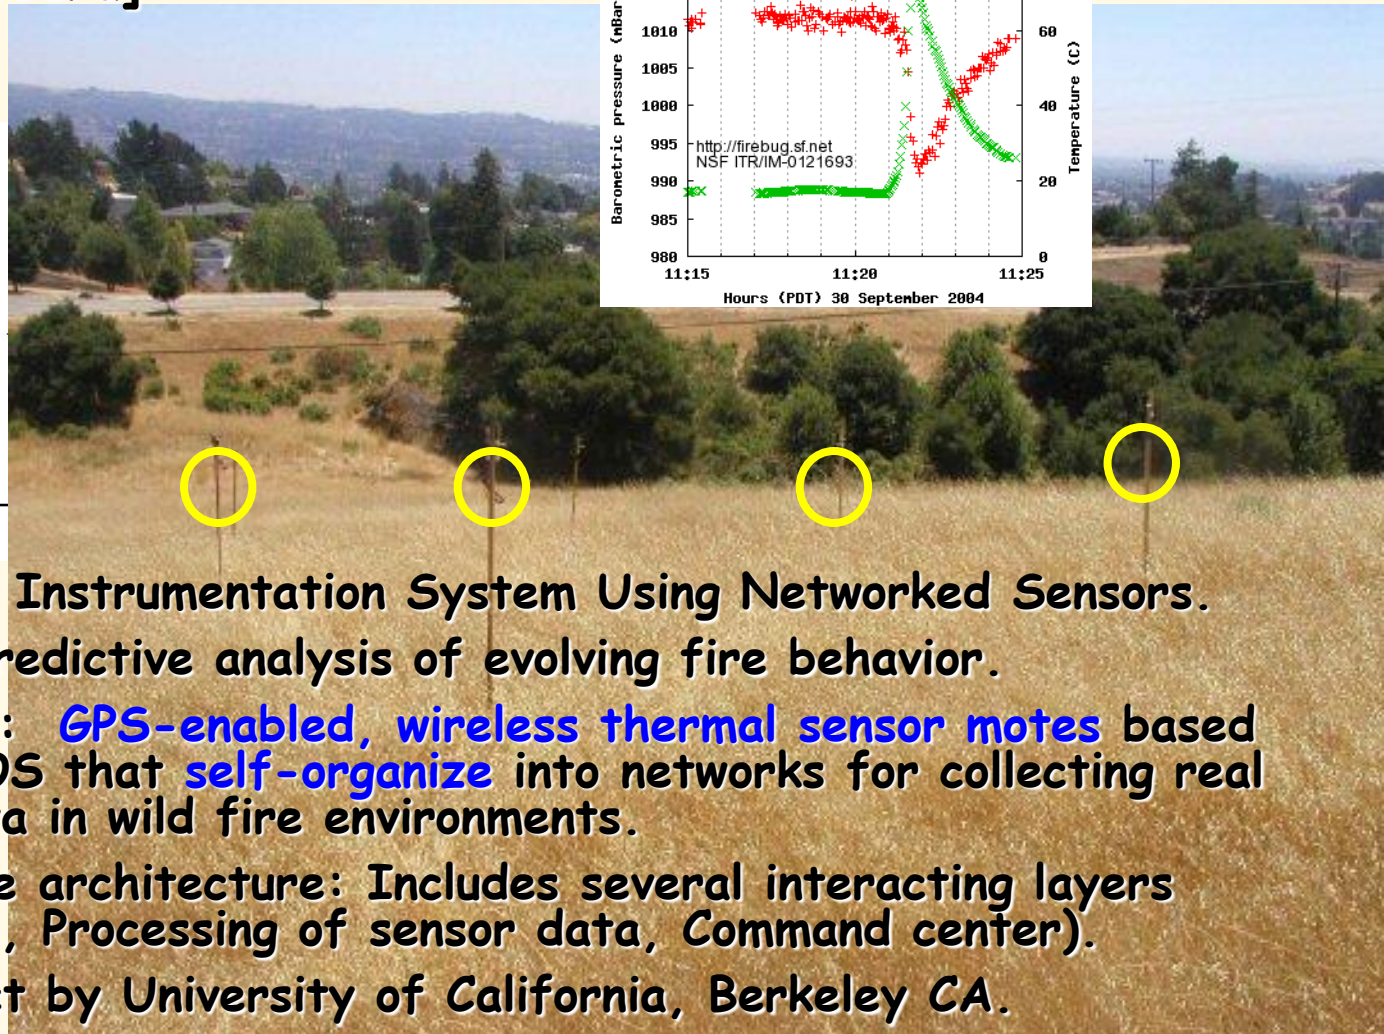 1010
1005
1000
995
990
985
980
Barometric pressure
60
40
20
0
Temperature (C)
http://firebug.sf.net
NSF ITR/IM-0121693
11:15 11:20 11:25
Hours (PDT) 30 September 2004
Instrumentation System Using Networked Sensors.
redictive analysis of evolving fire behavior.
: GPS-enabled, wireless thermal sensor motes based
OS that self-organize into networks for collecting real
a in wild fire environments.
e architecture: Includes several interacting layers
, Processing of sensor data, Command center).
t by University of California, Berkeley CA.